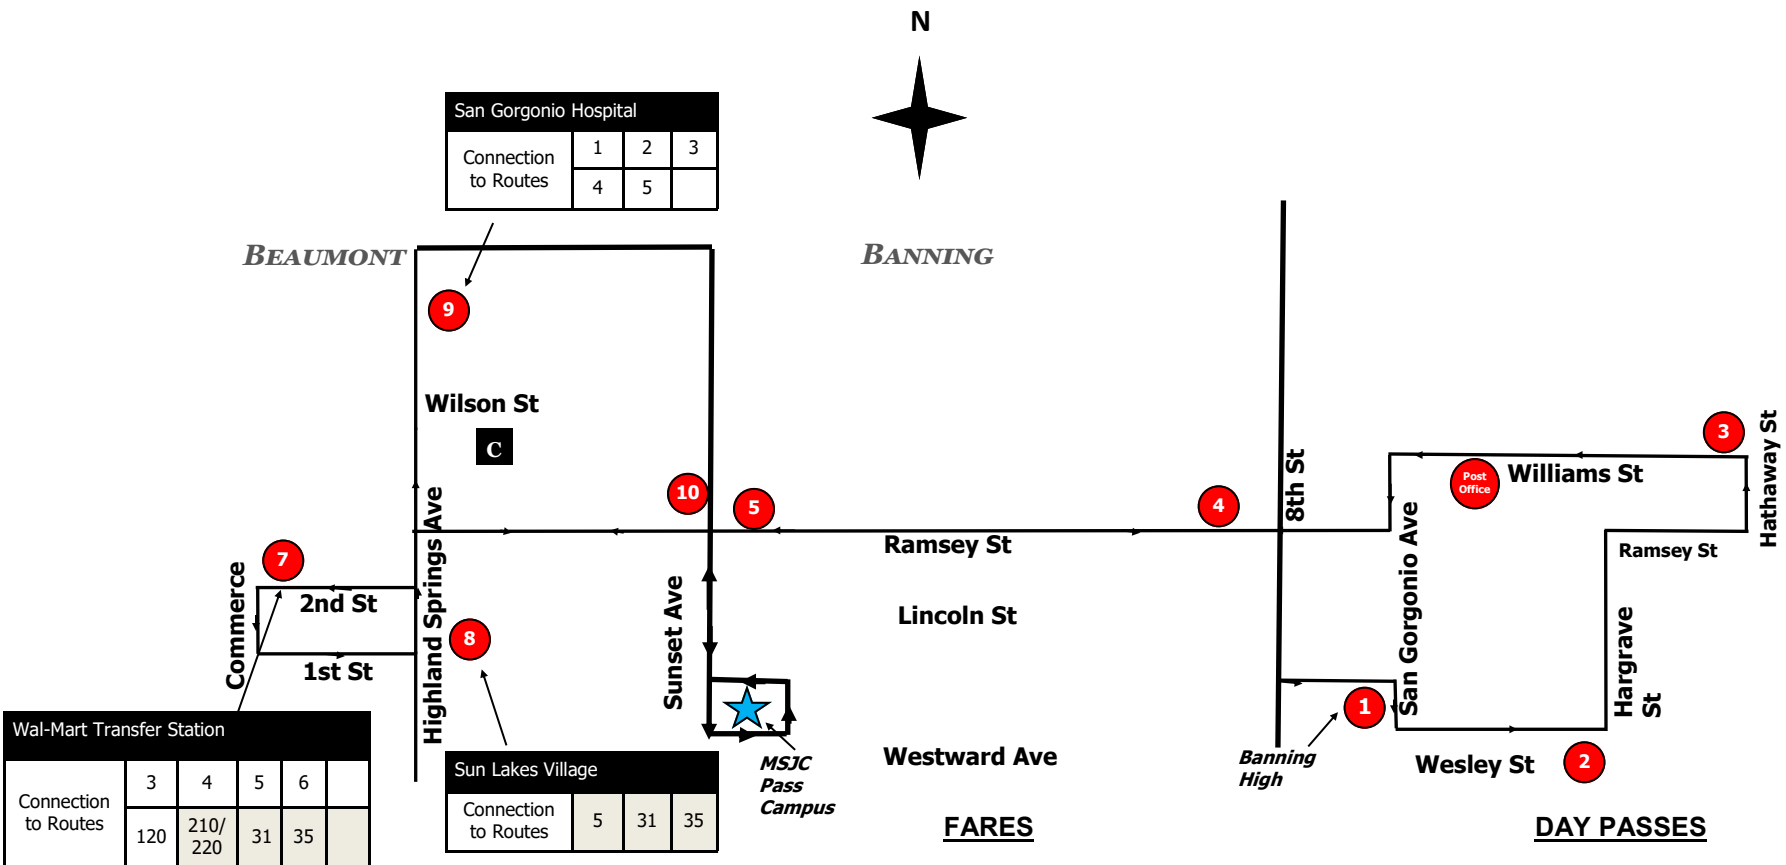 N
San Gorgonio Hospital
Connection
to Routes
1 2 3
4 5
BEAUMONT
BANNING
9
Wilson St
C
10
5
4
8th St
3
Hathaway St
Post
Office
Williams St
Ramsey St
Ramsey St
7
2nd St
Commerce
1st St
Highland Springs Ave
8
Sunset Ave
Lincoln St
San Gorgonio Ave
Hargrave
St
1
Wal-Mart Transfer Station
Connection
to Routes
3 4 5 6
120 210/
220 31 35
Sun Lakes Village
Connection
to Routes
5 31 35
MSJC
Pass
Campus
Westward Ave
Banning
High
Wesley St
2
FARES
DAY PASSES